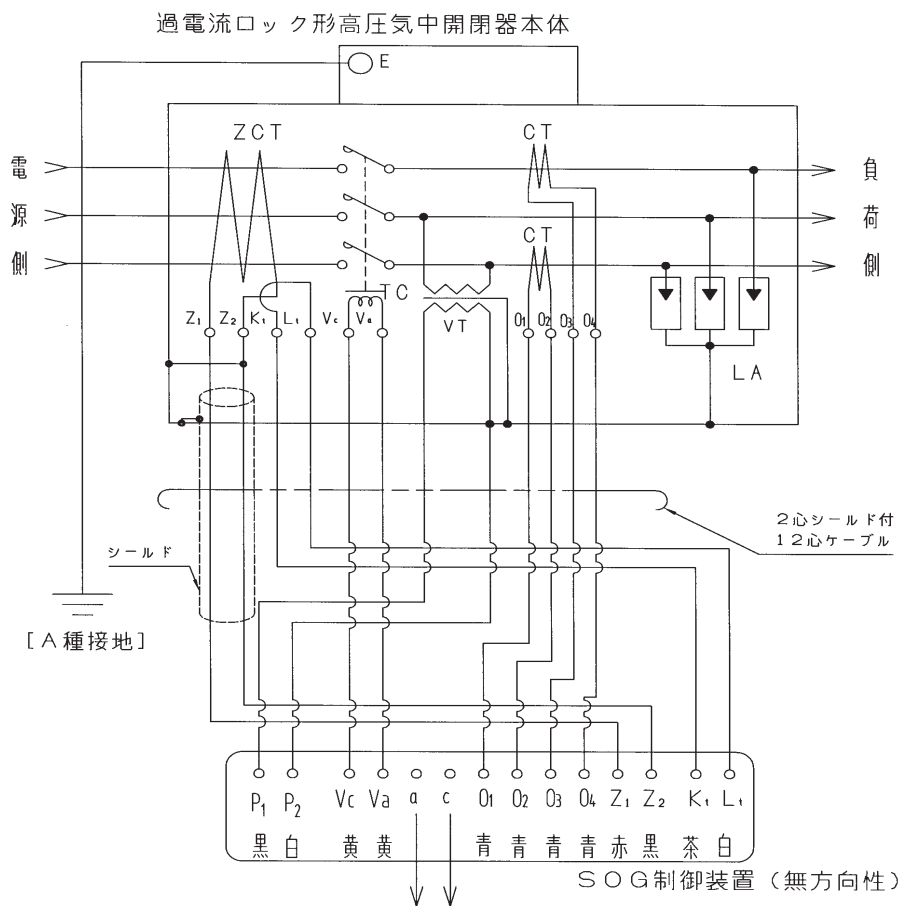 過電流ロック形高圧気中開閉器本体
E
ZCT
CT
電源側
負荷側
CT
TC
Z₁ Z₂ Kt Lt Vc Va VT O₁ O₂ O₃ O₄
LA
2心シールド付
12心ケーブル
シールド
[A種接地]
P₁ P₂ Vc Va a c O₁ O₂ O₃ O₄ Z₁ Z₂ Kt Lt
黒 白 黄 黄 青 青 青 青 赤 黒 茶 白
SOG制御装置(無方向性)